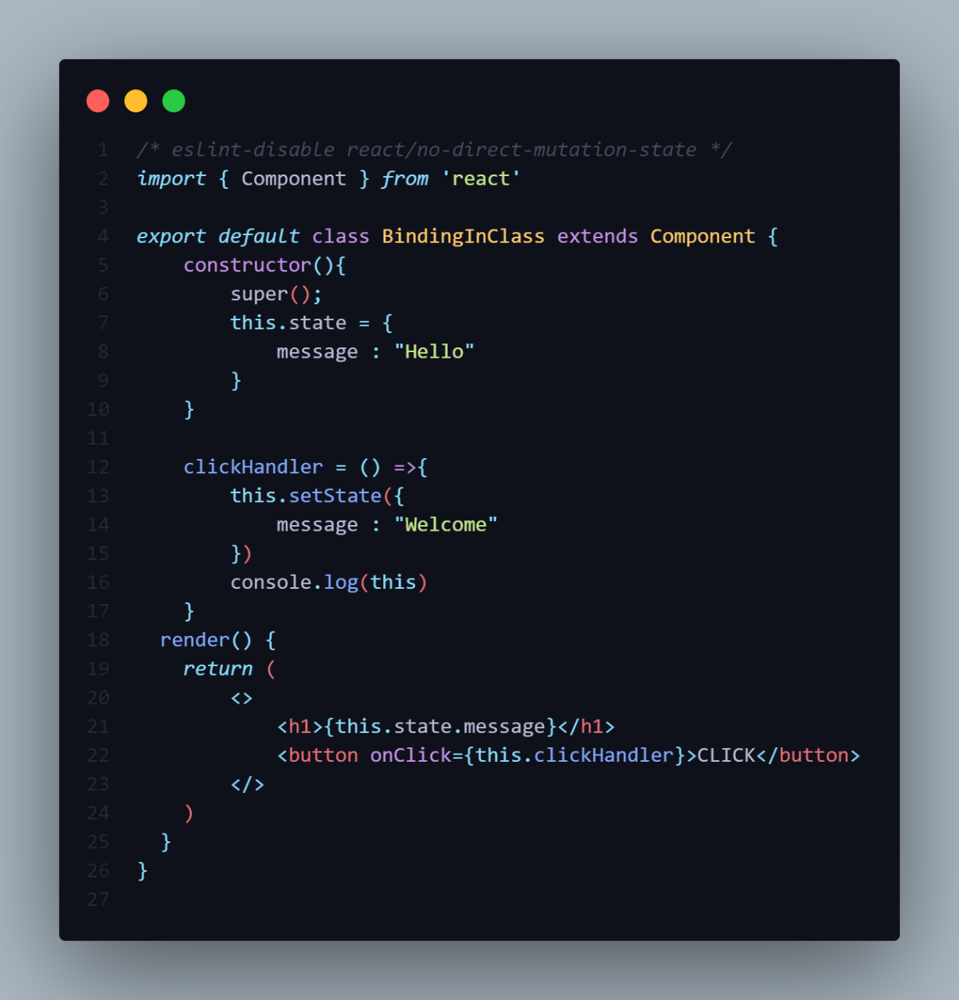 1 /* eslint-disable react/no-direct-mutation-state */
2 import { Component } from 'react'
3
4 export default class BindingInClass extends Component {
5     constructor(){
6         super();
7         this.state = {
8             message : "Hello"
9         }
10     }
11
12     clickHandler = () =>{
13         this.setState({
14             message : "Welcome"
15         })
16         console.log(this)
17     }
18   render() {
19     return (
20         <>
21             <h1>{this.state.message}</h1>
22             <button onClick={this.clickHandler}>CLICK</button>
23         </>
24     )
25   }
26 }
27